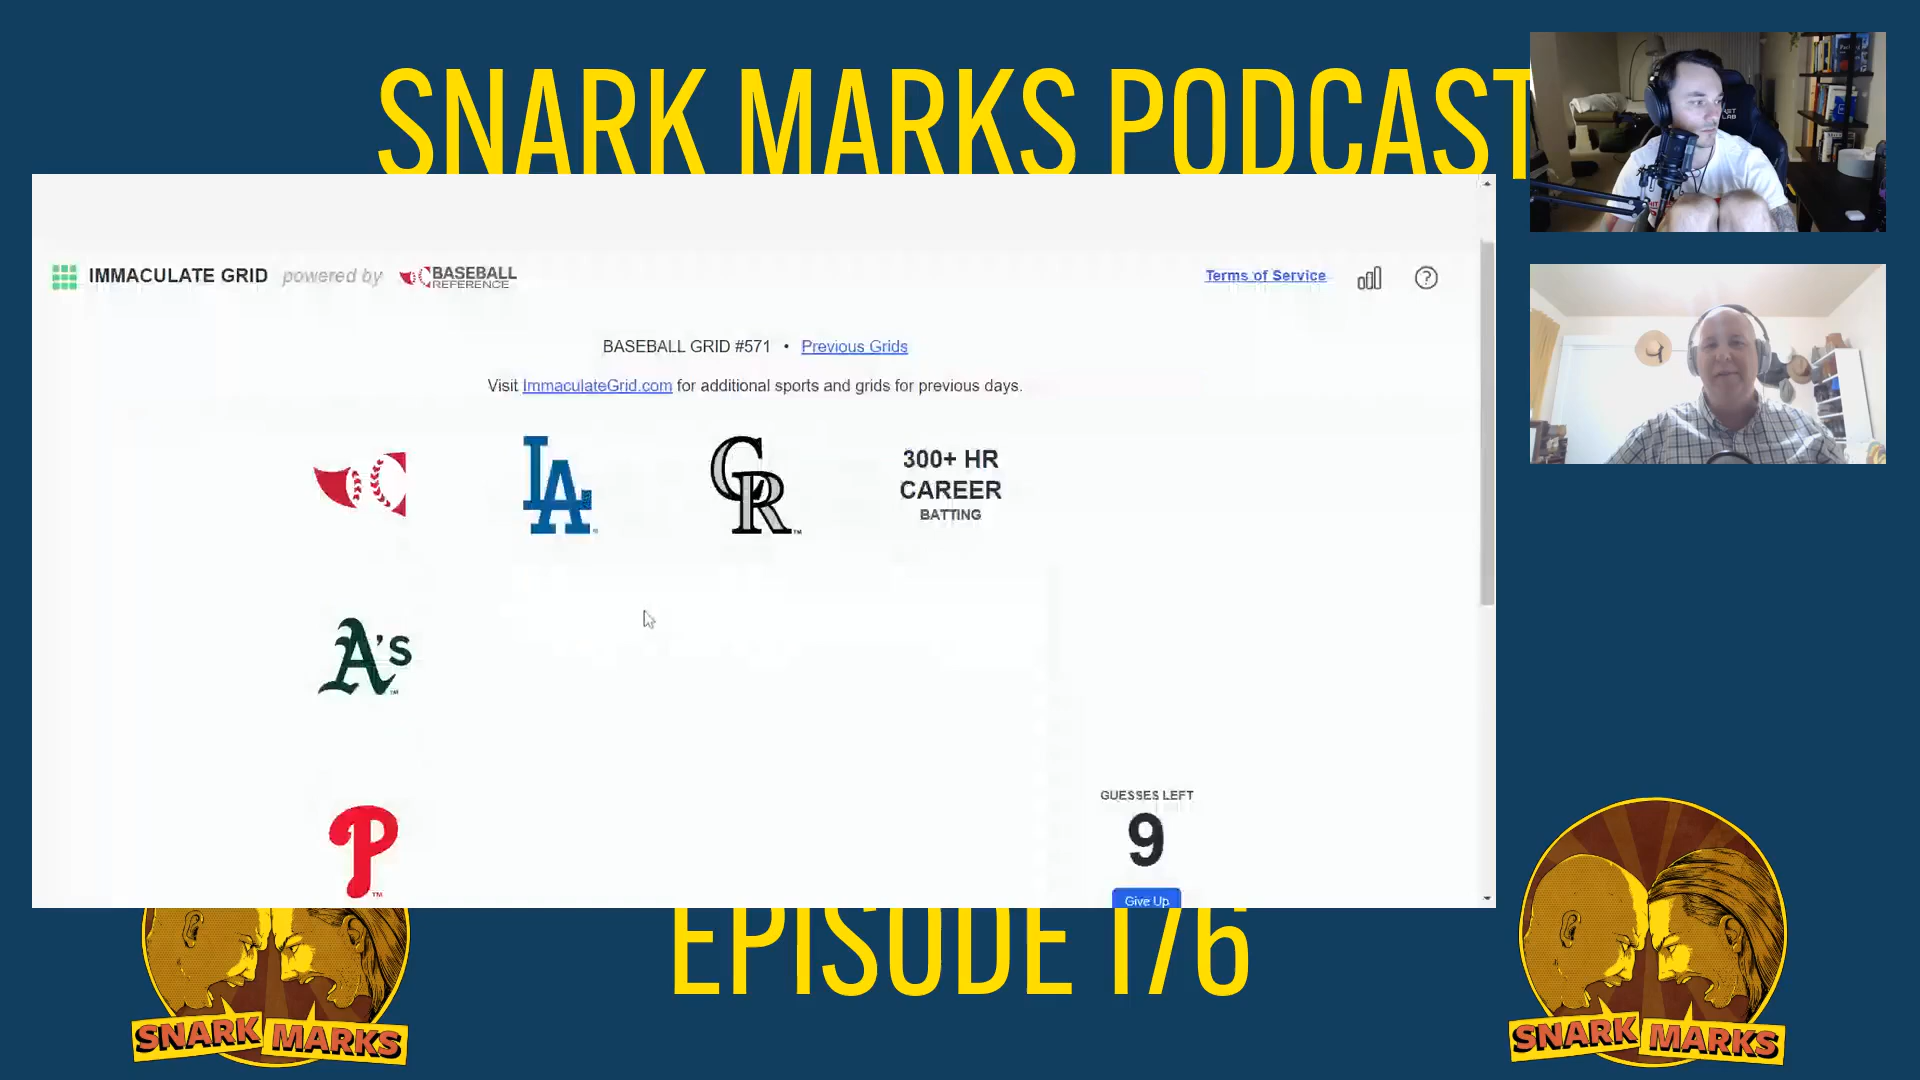 SNARK MARKS PODCAST
IMMACULATE GRID powered by BASEBALL REFERENCE
Terms of Service
BASEBALL GRID #571 • Previous Grids
Visit ImmaculateGrid.com for additional sports and grids for previous days.
LA
CR
300+ HR
CAREER
BATTING
A's
GUESSES LEFT
9
P
Give Up
EPISODE 176
SNARK MARKS
SNARK MARKS